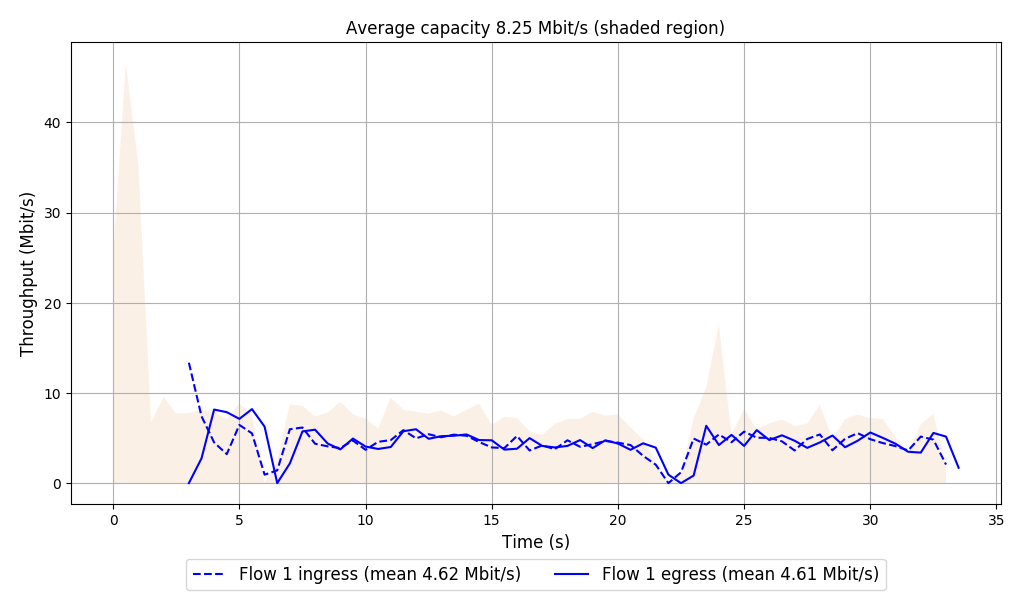 Average capacity 8.25 Mbit/s (shaded region)
Throughput (Mbit/s)
40
30
20
10
0
0 5 10 15 20 25 30 35
Time (s)
Flow 1 ingress (mean 4.62 Mbit/s) Flow 1 egress (mean 4.61 Mbit/s)